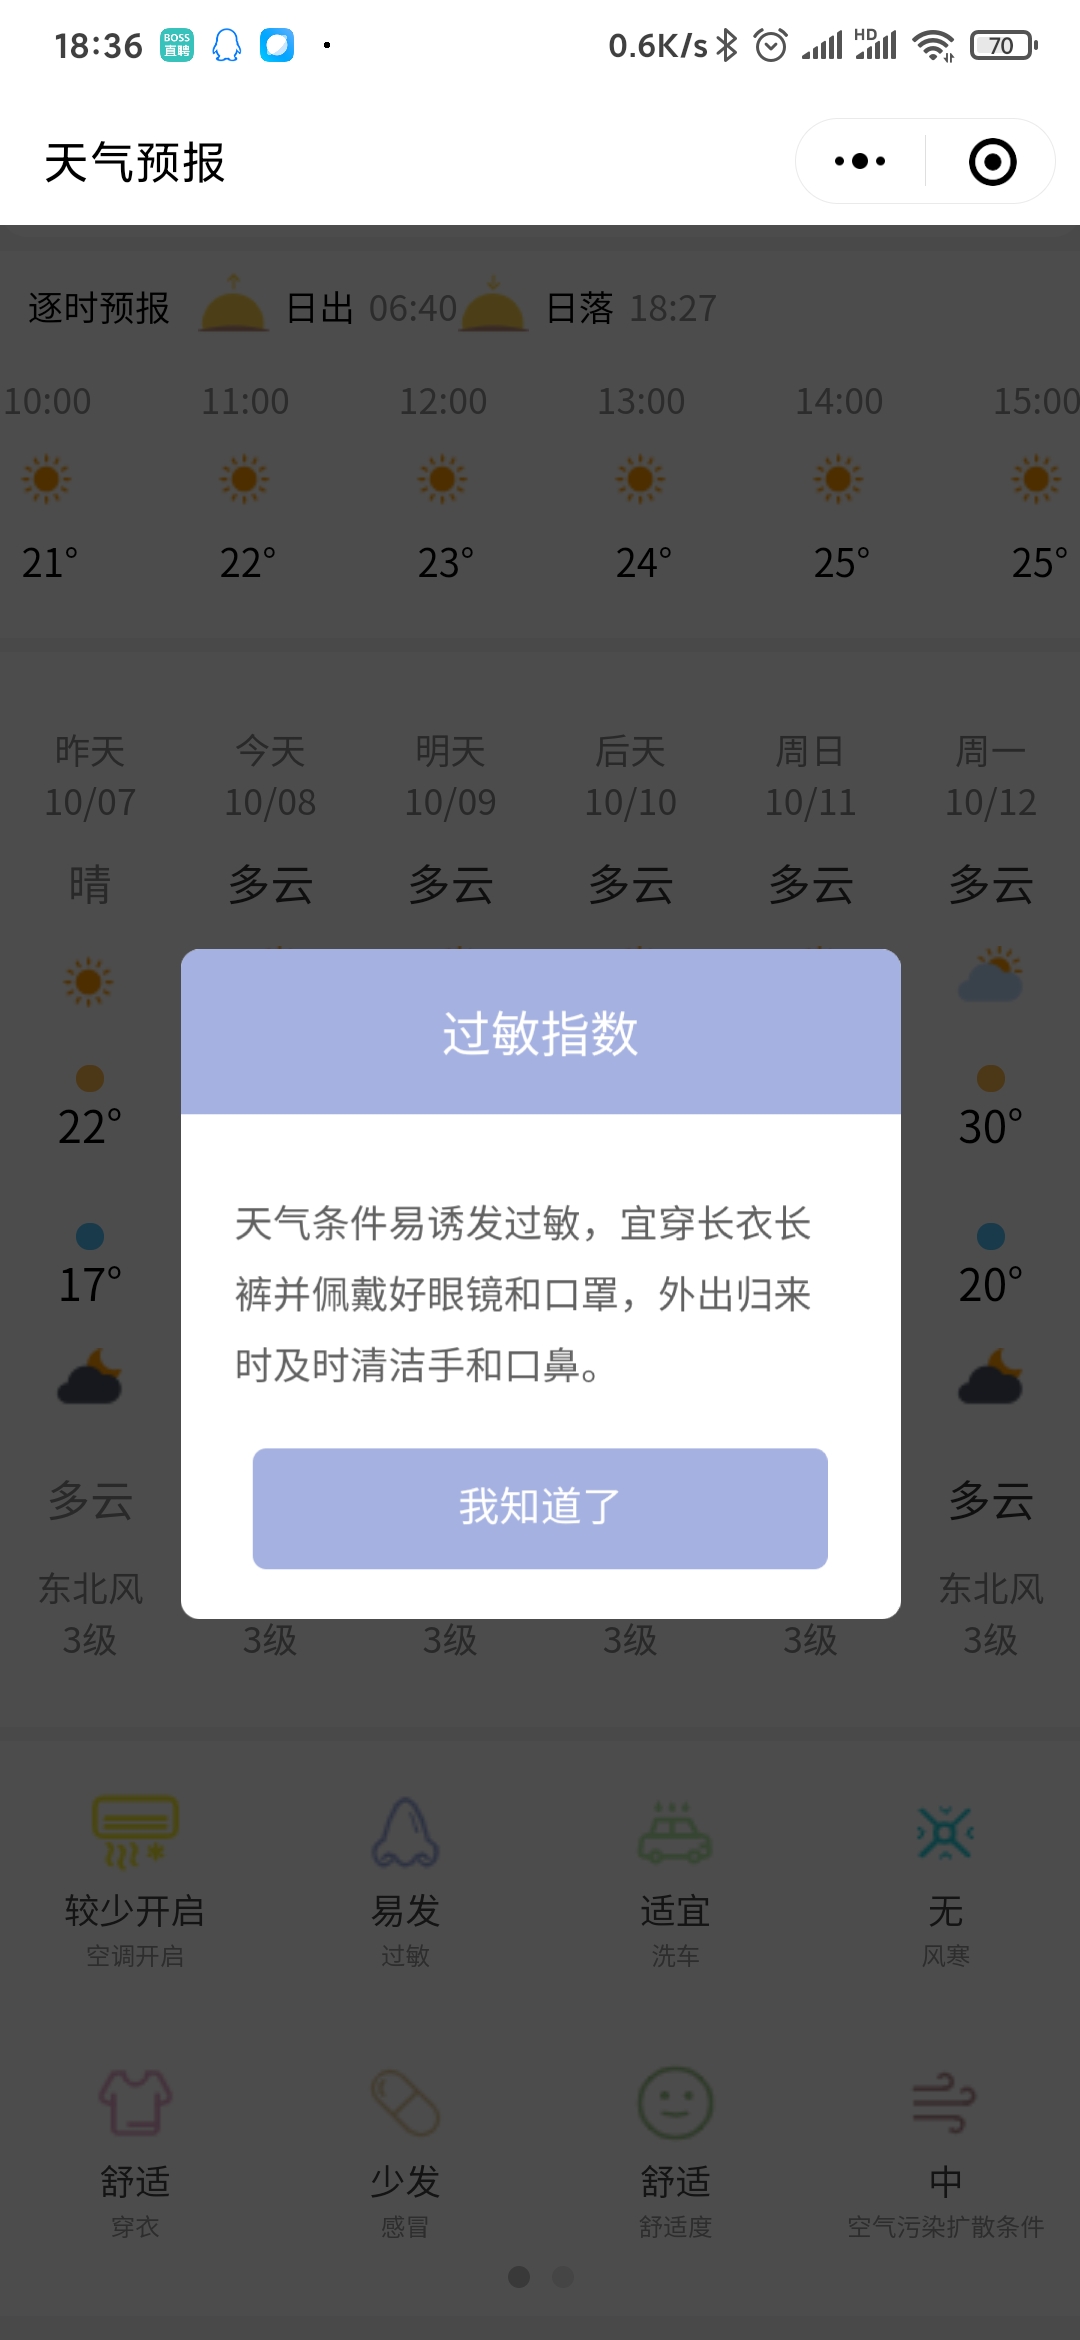 18:36 BOSS直聘 0.6K/s HD 70
天气预报
逐时预报 日出 06:40 日落 18:27
10:00 11:00 12:00 13:00 14:00 15:00
21° 22° 23° 24° 25° 25°
昨天 今天 明天 后天 周日 周一
10/07 10/08 10/09 10/10 10/11 10/12
晴 多云 多云 多云 多云 多云
过敏指数
22° 30°
天气条件易诱发过敏，宜穿长衣长
裤并佩戴好眼镜和口罩，外出归来
时及时清洁手和口鼻。
17° 20°
我知道了
多云 多云
东北风 东北风
3级 3级 3级 3级 3级 3级
较少开启 易发 适宜 无
空调开启 过敏 洗车 风寒
舒适 少发 舒适 中
穿衣 感冒 舒适度 空气污染扩散条件